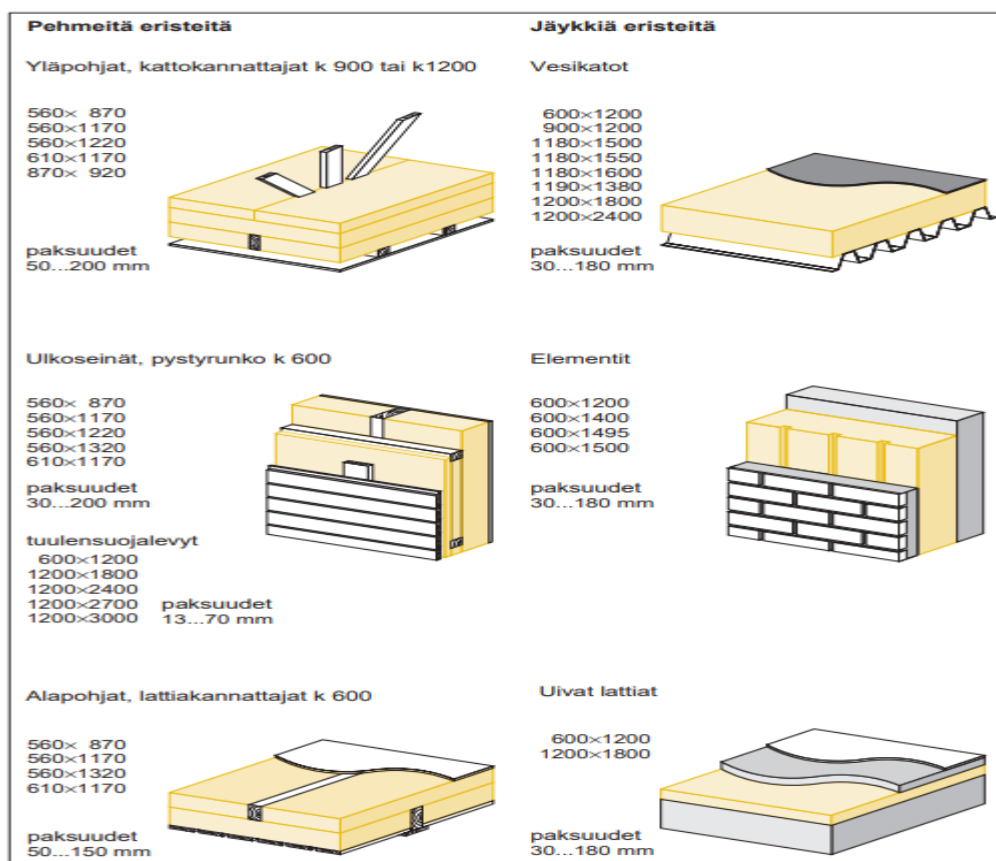 Pehmeitä eristeitä
Yläpohjat, kattokannattajat k 900 tai k1200
560× 870
560×1170
560×1220
610×1170
870× 920
paksuudet
50...200 mm
Ulkoseinät, pystyrunko k 600
560× 870
560×1170
560×1220
560×1320
610×1170
paksuudet
30...200 mm
tuulensuojalevyt
600×1200
1200×1800
1200×2400
1200×2700 paksuudet
1200×3000 13...70 mm
Alapohjat, lattiakannattajat k 600
560× 870
560×1170
560×1320
610×1170
paksuudet
50...150 mm
Jäykkiä eristeitä
Vesikatot
600×1200
900×1200
1180×1500
1180×1550
1180×1600
1190×1380
1200×1800
1200×2400
paksuudet
30...180 mm
Elementit
600×1200
600×1400
600×1495
600×1500
paksuudet
30...180 mm
Uivat lattiat
600×1200
1200×1800
paksuudet
30...180 mm